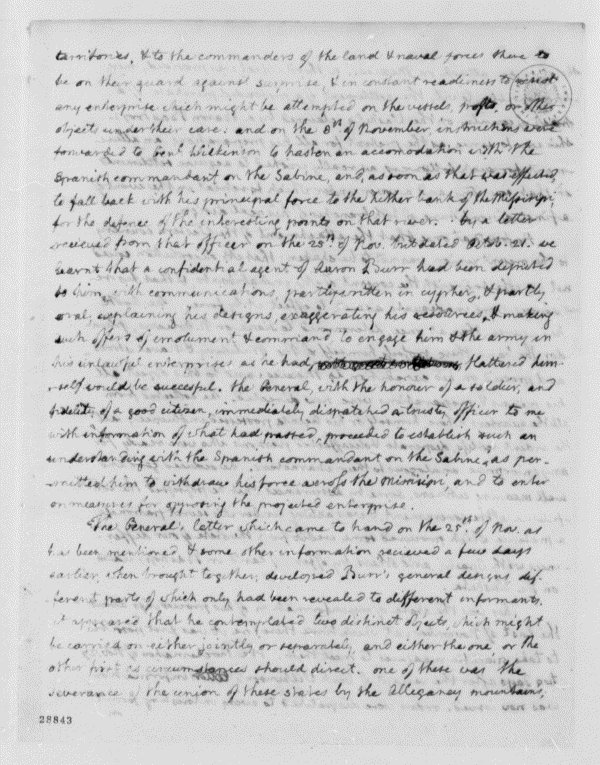 territories, & to the commanders of the land & naval forces there to
be on their guard against surprise, & in constant readiness to resist
any enterprise which might be attempted on the vessels, posts, or other
objects under their care. and on the 8th of November, instructions were
forwarded to Genl Wilkinson to hasten an accomodation with the
Spanish commandant on the Sabine, and, as soon as that was effected,
to fall back with his principal force to the hither bank of the Missisipi,
for the defence of the interesting points on that river. by a letter
recieved from that officer on the 25th of Nov. but dated Octob. 21. we
learnt that a confidential agent of Aaron Burr had been deputed
to him, with communications, partly written in cypher, & partly
oral, explaining his designs, exaggerating his resources, & making
such offers of emolument & command to engage him & the army in
his unlawful enterprises as he had flattered him-
self would be succesful. the General, with the honour of a soldier, and
fidelity of a good citizen, immediately dispatched a trusty officer to me
with information of what had passed, proceeded to establish such an
understanding with the Spanish commandant on the Sabine, as per-
mitted him to withdraw his force across the Missisipi, and to enter
on measures for opposing the projected enterprise.
The General's letter which came to hand on the 25th of Nov. as
has been mentioned & some other information recieved a few days
earlier, when brought together, developed Burr's general designs dif-
ferent parts of which only had been revealed to different informants.
it appeared that he contemplated two distinct objects, which might
be carried on either jointly or separately, and either the one, or the
other first as circumstances should direct. one of these was the
severance of the union of these states by the Alleganey mountains,
28843